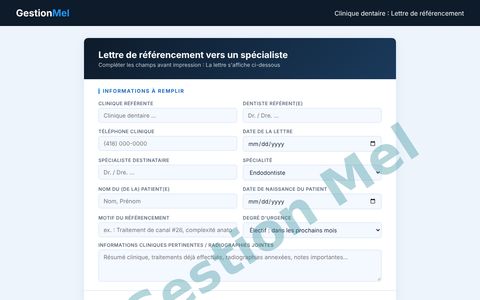 GestionMel
Clinique dentaire : Lettre de référencement
Lettre de référencement vers un spécialiste
Compléter les champs avant impression : La lettre s'affiche ci-dessous
INFORMATIONS À REMPLIR
CLINIQUE RÉFÉRENTE
DENTISTE RÉFÉRENT(E)
Clinique dentaire ...
Dr. / Dre. ...
TÉLÉPHONE CLINIQUE
DATE DE LA LETTRE
(418) 000-0000
mm/dd/yyyy
SPÉCIALISTE DESTINATAIRE
SPÉCIALITÉ
Dr. / Dre. ...
Endodontiste
NOM DU (DE LA) PATIENT(E)
DATE DE NAISSANCE DU PATIENT
Nom, Prénom
mm/dd/yyyy
MOTIF DU RÉFÉREMENT
DEGRÉ D'URGENCE
ex. : Traitement de canal #26, complexité anato
Électif : dans les prochains mois
INFORMATIONS CLINIQUES PERTINENTES / RADIOGRAPHIES JOINTES
Résumé clinique, traitements déjà effectués, radiographies annexées, notes importantes...
Gestion Mel